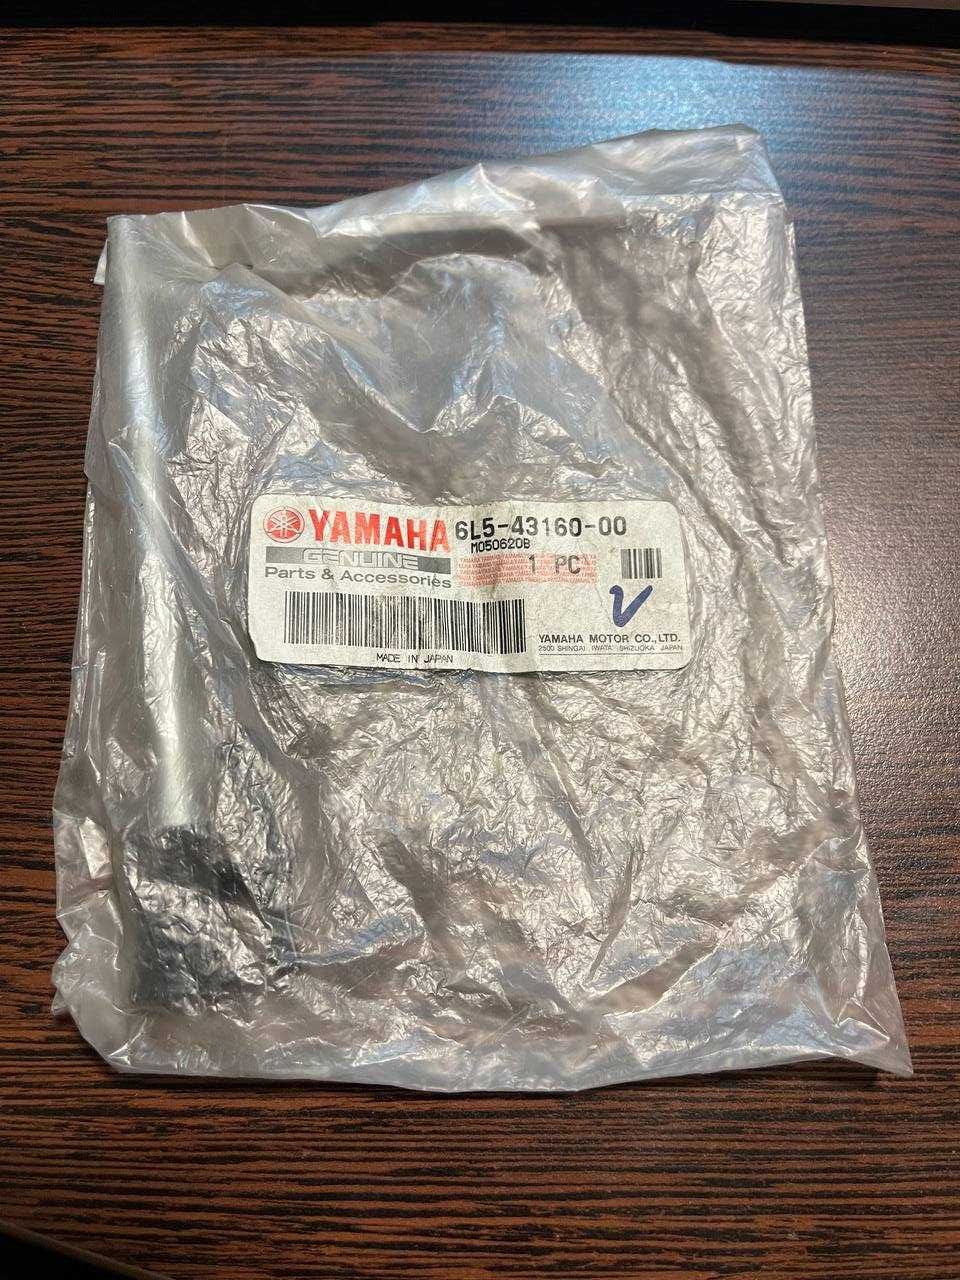 YAMAHA 6L5-43160-00
GENUINE M050620B
Parts & Accessories 1 PC
YAMAHA MOTOR CO.,LTD.
2500 SHINGAI IWATA SHIZUOKA JAPAN
MADE IN JAPAN